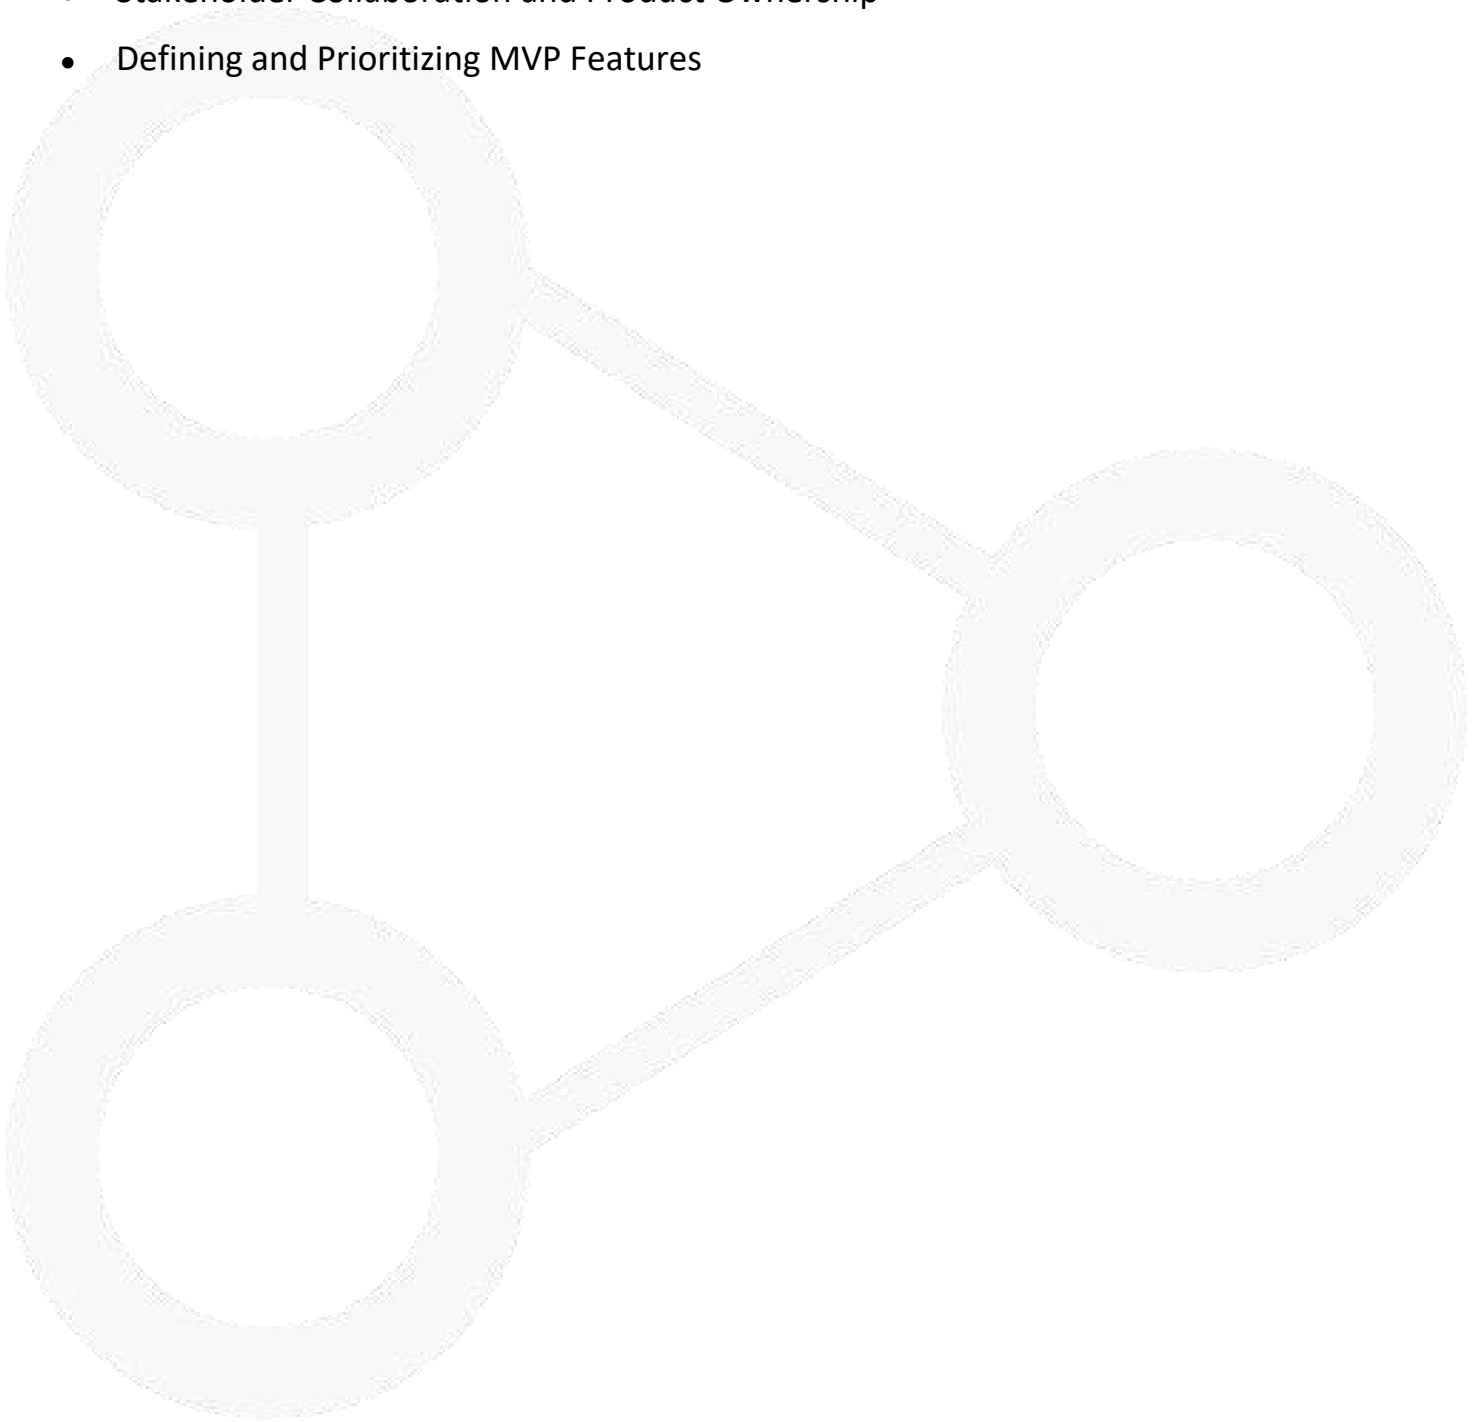 • Stakeholder Collaboration and Product Ownership
• Defining and Prioritizing MVP Features